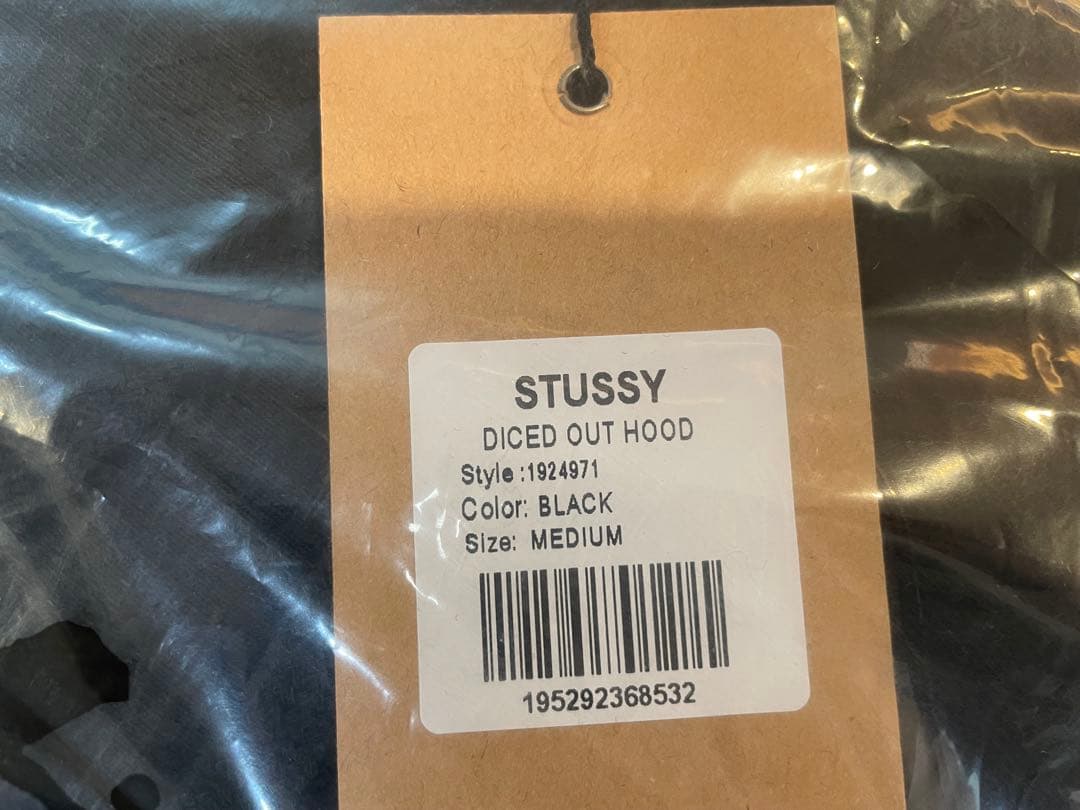 STUSSY
DICED OUT HOOD
Style :1924971
Color: BLACK
Size: MEDIUM
195292368532